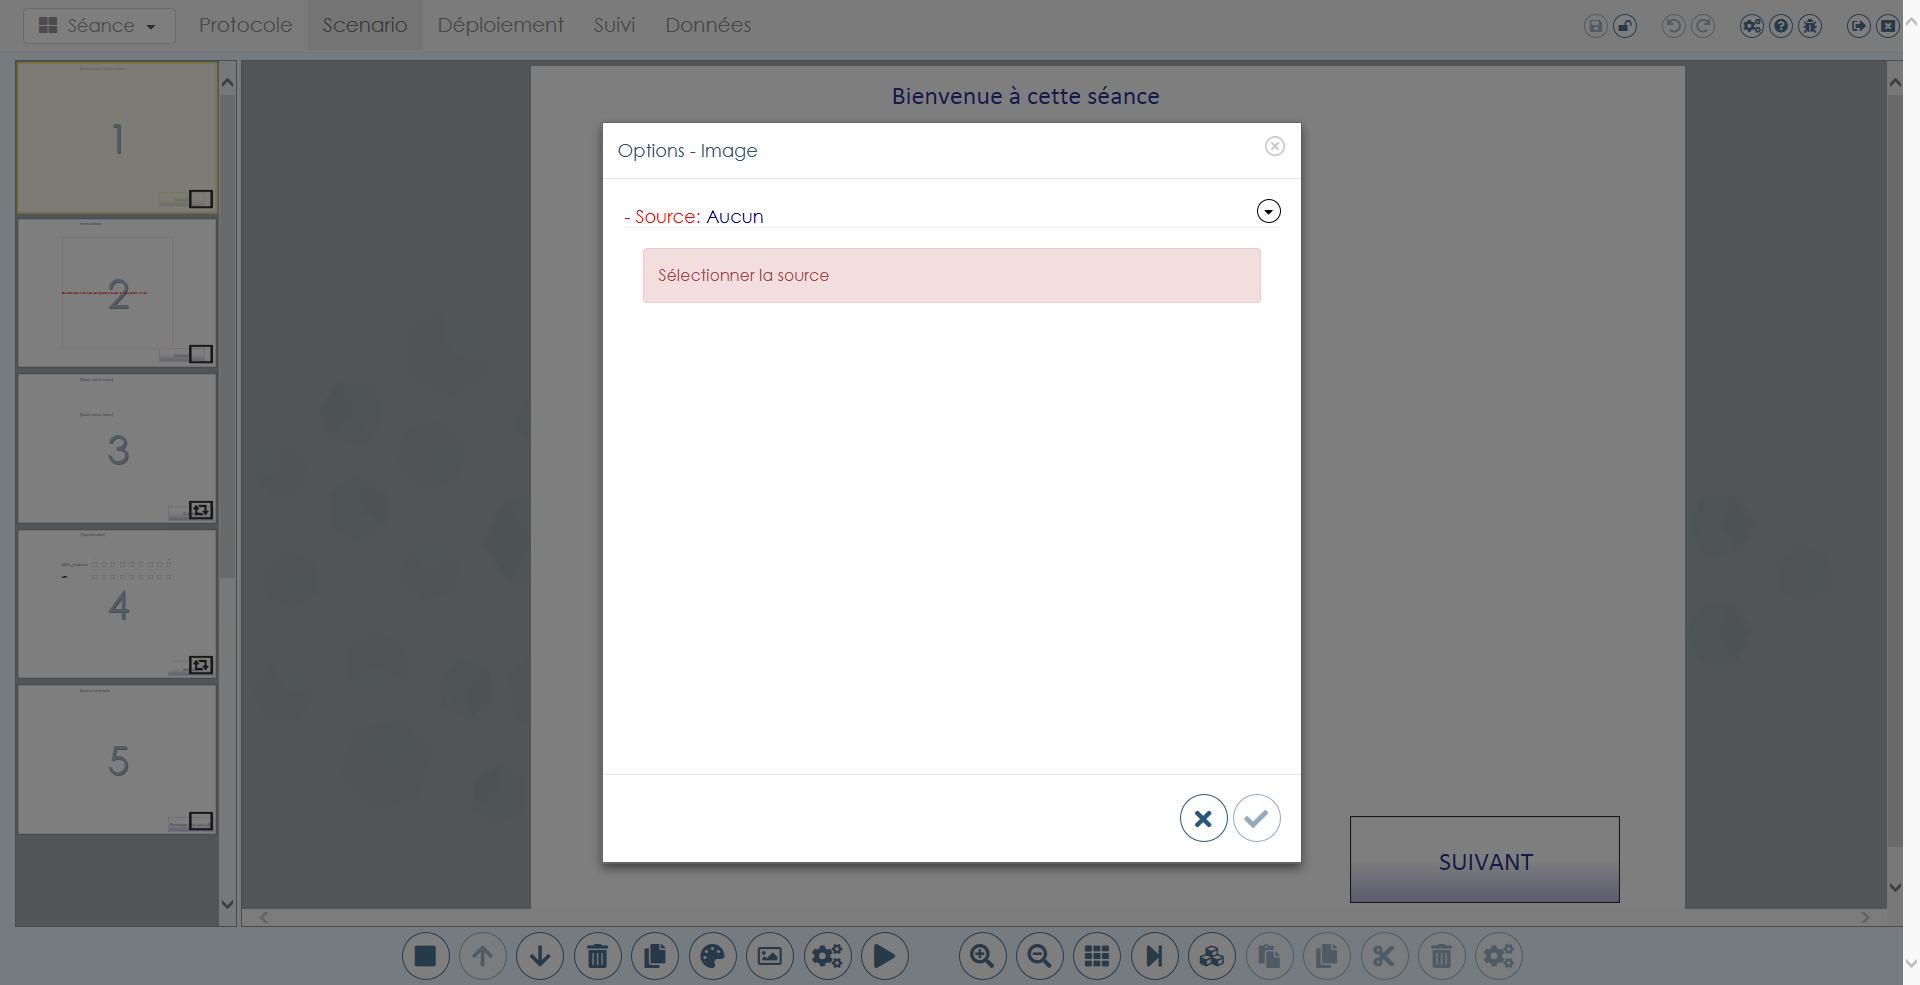 Séance
Protocole
Scenario
Déploiement
Suivi
Données
Bienvenue à cette séance
Options - Image
- Source: Aucun
Sélectionner la source
1
2
3
4
5
SUIVANT